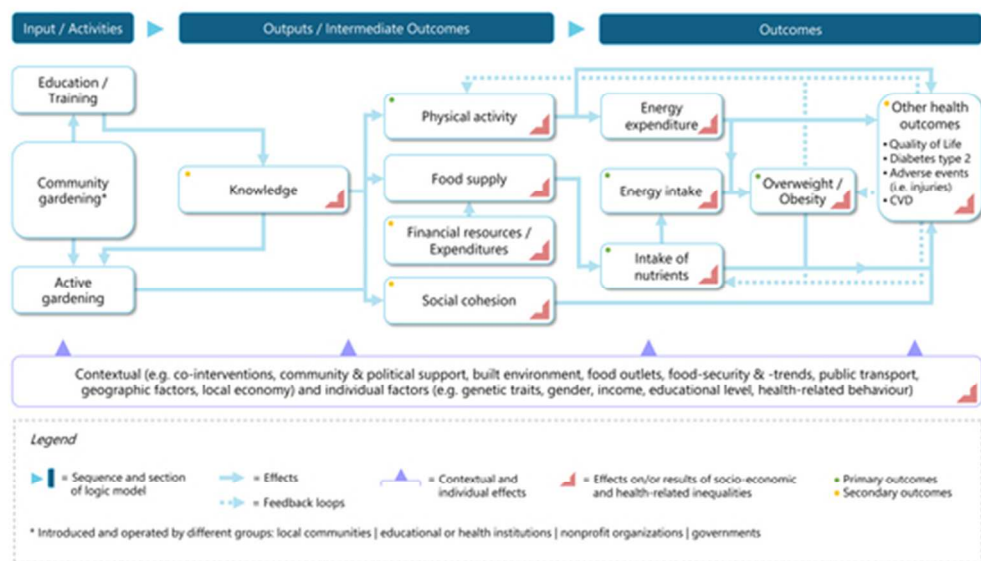 Input / Activities
Outputs / Intermediate Outcomes
Outcomes
Education /
Training
Community
gardening*
Active
gardening
Knowledge
Physical activity
Food supply
Financial resources /
Expenditures
Social cohesion
Energy
expenditure
Energy intake
Intake of
nutrients
Overweight /
Obesity
Other health
outcomes
• Quality of Life
• Diabetes type 2
• Adverse events
(i.e. injuries)
• CVD
Contextual (e.g. co-interventions, community & political support, built environment, food outlets, food-security & -trends, public transport,
geographic factors, local economy) and individual factors (e.g. genetic traits, gender, income, educational level, health-related behaviour)
Legend
= Sequence and section
of logic model
= Effects
= Feedback loops
= Contextual and
individual effects
= Effects on/or results of socio-economic
and health-related inequalities
Primary outcomes
Secondary outcomes
* Introduced and operated by different groups: local communities | educational or health institutions | nonprofit organizations | governments